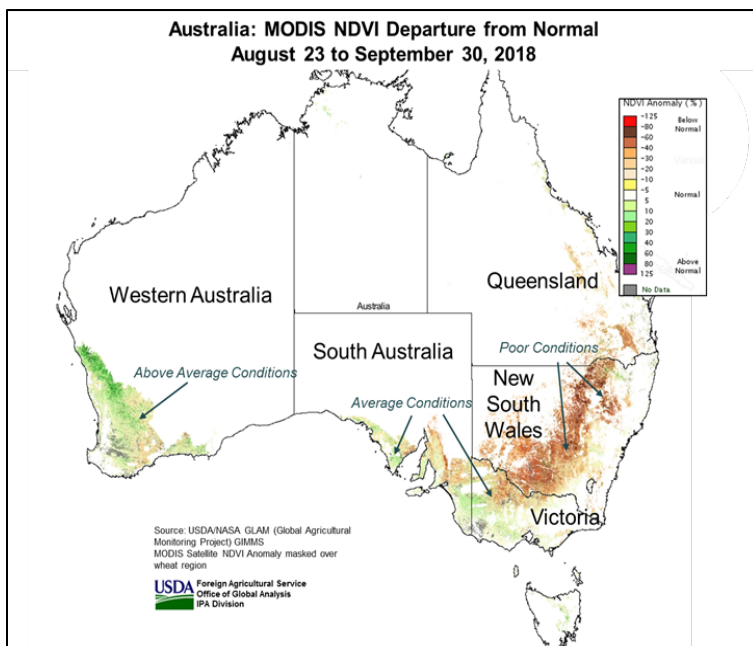 Australia: MODIS NDVI Departure from Normal
August 23 to September 30, 2018
NDVI Anomaly (%)
-125
-80
-60
-40
-30
-20
-10
-5
5
10
20
30
40
60
80
125
Below
Normal
Normal
Above
Normal
No Data
Western Australia
Australia
Queensland
South Australia
Above Average Conditions
Poor Conditions
New
South
Wales
Average Conditions
Victoria
Source: USDA/NASA GLAM (Global Agricultural
Monitoring Project) GIMMS
MODIS Satellite NDVI Anomaly masked over
wheat region
USDA
Foreign Agricultural Service
Office of Global Analysis
IPA Division